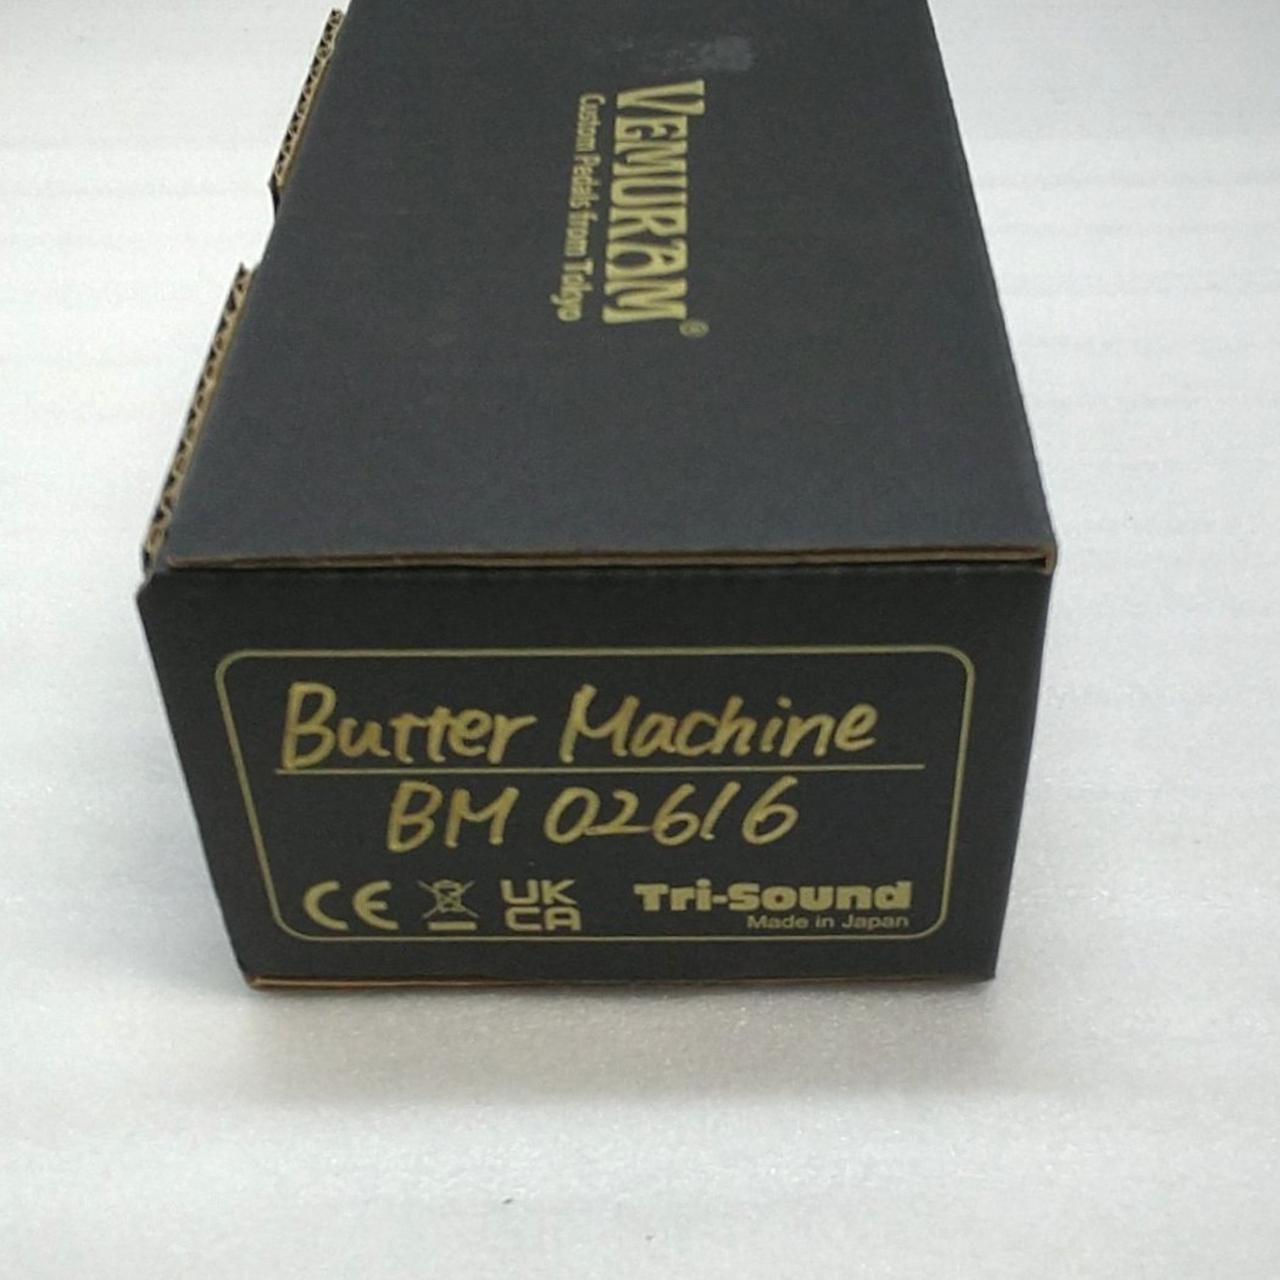 VEMURAM®
Custom Pedals from Tokyo
Butter Machine
BM 02616
CE UK CA Tri-Sound
Made in Japan